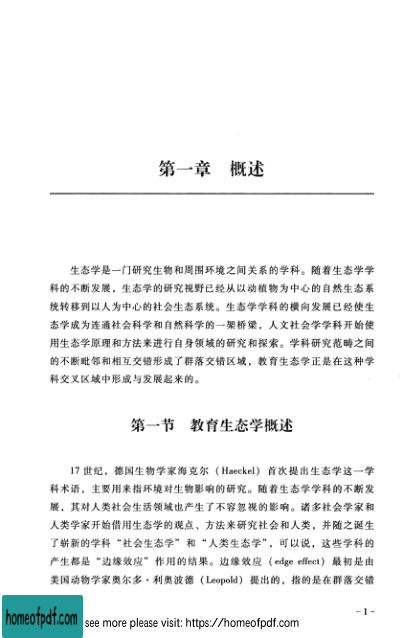 第一章 概述
生态学是一门研究生物和周围环境之间关系的学科。随着生态学学
科的不断发展，生态学的研究视野已经从以动植物为中心的自然生态系
统转移到以人为中心的社会生态系统。生态学学科的横向发展已经使生
态学成为连通社会科学和自然科学的一架桥梁，人文社会学学科开始使
用生态学原理和方法来进行自身领域的研究和探索。学科研究范畴之间
的不断毗邻和相互交错形成了群落交错区域，教育生态学正是在这种学
科交叉区域中形成与发展起来的。
第一节 教育生态学概述
17 世纪，德国生物学家海克尔（Haeckel）首次提出生态学这一学
科术语，主要用来指环境对生物影响的研究。随着生态学学科的不断发
展，其对人类社会生活领域也产生了不容忽视的影响。诸多社会学家和
人类学家开始借用生态学的观点、方法来研究社会和人类，并随之诞生
了崭新的学科“社会生态学”和“人类生态学”，可以说，这些学科的
产生都是“边缘效应”作用的结果。边缘效应（edge effect）最初是由
美国动物学家奥尔多·利奥波德（Leopold）提出的，指的是在群落交错
- 1 -
homeofpdf.com
see more please visit: https://homeofpdf.com